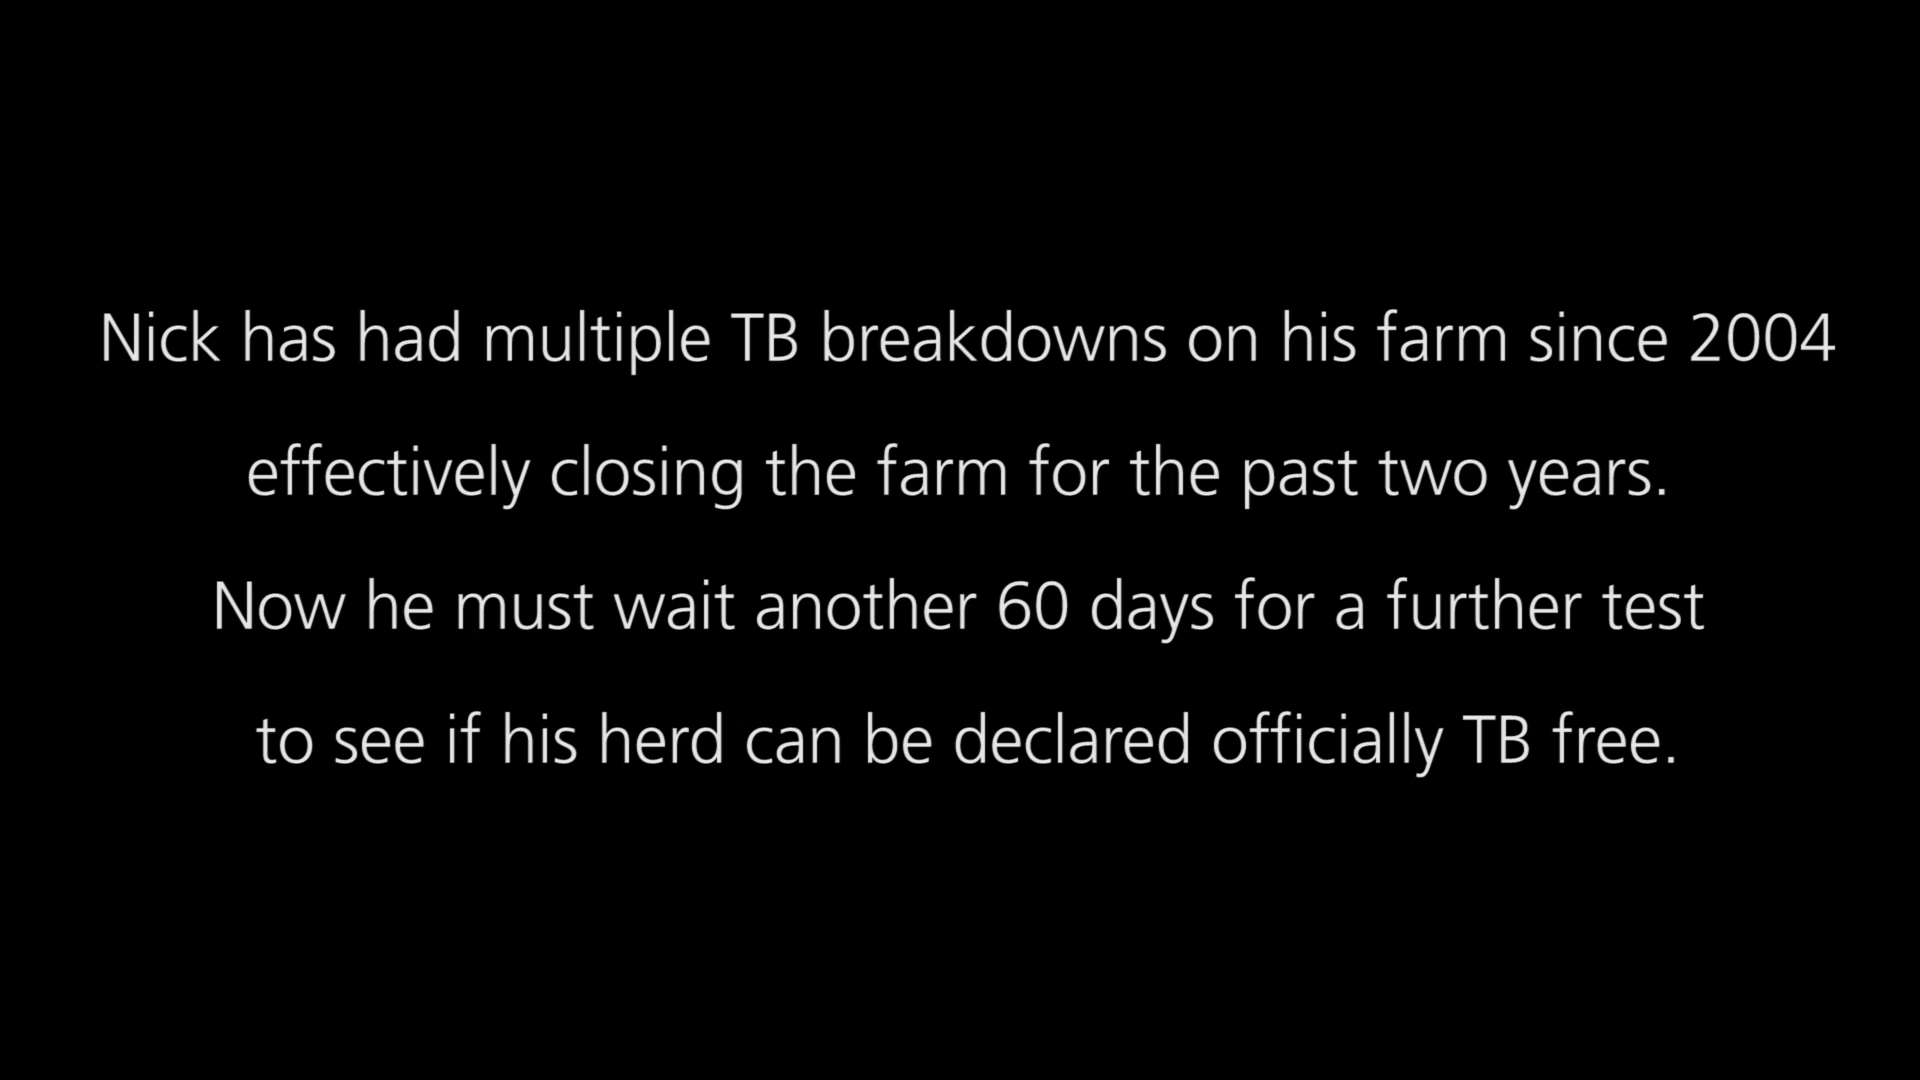 Nick has had multiple TB breakdowns on his farm since 2004
effectively closing the farm for the past two years.
Now he must wait another 60 days for a further test
to see if his herd can be declared officially TB free.